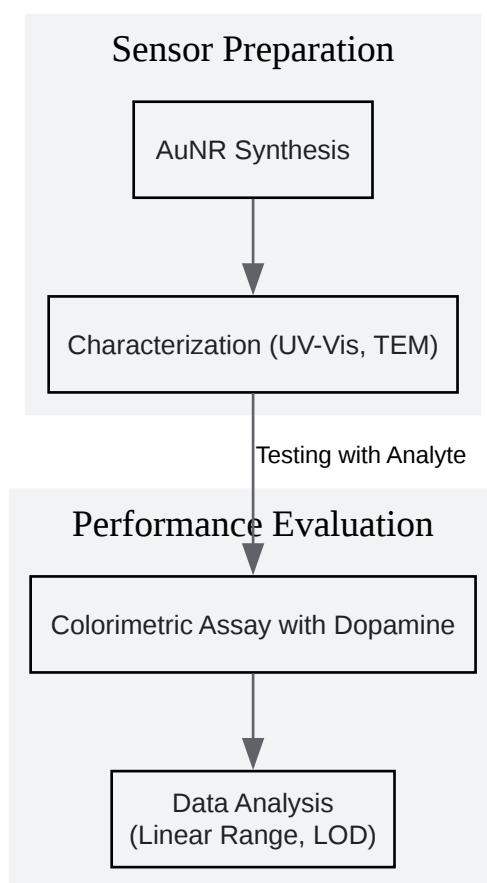 Sensor Preparation
AuNR Synthesis
Characterization (UV-Vis, TEM)
Testing with Analyte
Performance Evaluation
Colorimetric Assay with Dopamine
Data Analysis
(Linear Range, LOD)